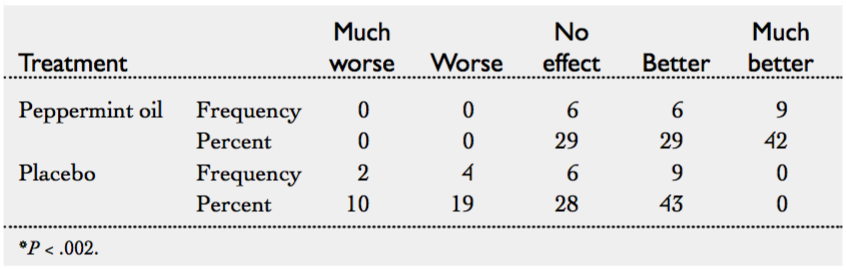 Much No Much
Treatment worse Worse effect Better better
Peppermint oil Frequency 0 0 6 6 9
Percent 0 0 29 29 42
Placebo Frequency 2 4 6 9 0
Percent 10 19 28 43 0
*P < .002.